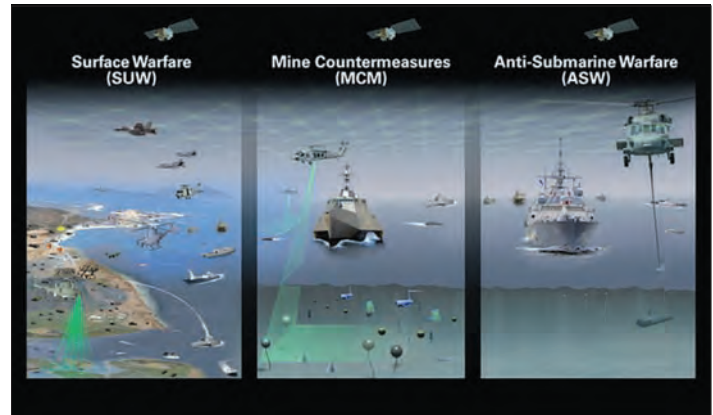 Surface Warfare
(SUW)
Mine Countermeasures
(MCM)
Anti-Submarine Warfare
(ASW)